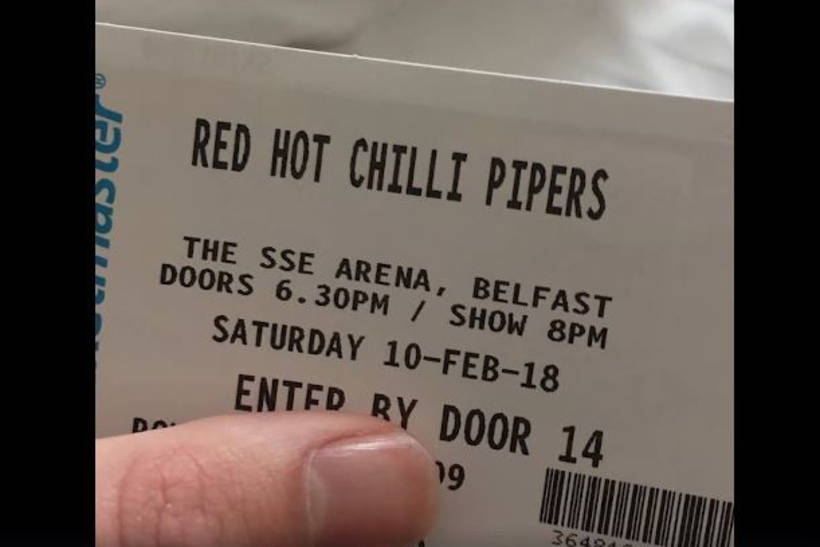 RED HOT CHILLI PIPERS
THE SSE ARENA, BELFAST
DOORS 6.30PM / SHOW 8PM
SATURDAY 10-FEB-18
ENTER BY DOOR 14